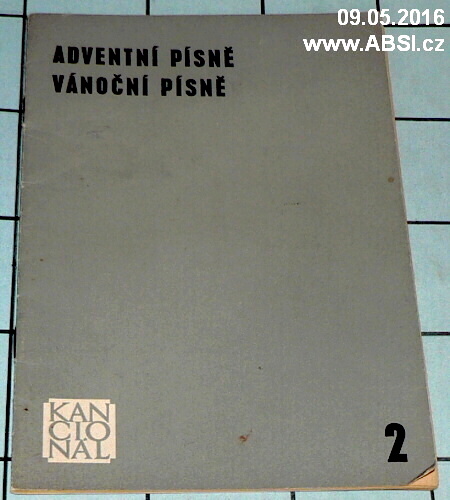 09.05.2016
www.ABSI.cz
ADVENTNÍ PÍSNĚ
VÁNOČNÍ PÍSNĚ
KAN
CIO
NÁL
2